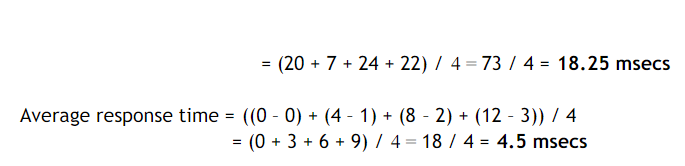 = (20 + 7 + 24 + 22) / 4 = 73 / 4 = 18.25 msecs
Average response time = ((0 - 0) + (4 - 1) + (8 - 2) + (12 - 3)) / 4
= (0 + 3 + 6 + 9) / 4 = 18 / 4 = 4.5 msecs